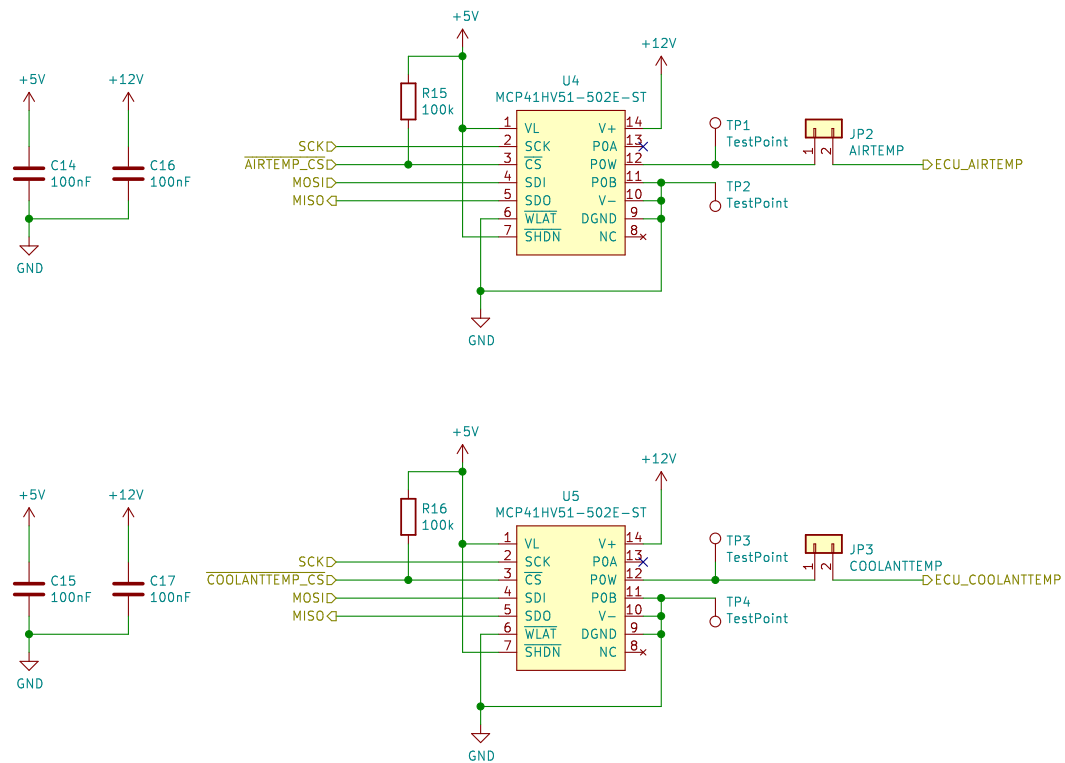 +5V
+12V
C14
100nF
C16
100nF
GND
+5V
R15
100k
SCK
AIRTEMP_CS
MOSI
MISO
U4
MCP41HV51-502E-ST
1 VL
2 SCK
3 CS
4 SDI
5 SDO
6 WLAT
7 SHDN
V+ 14
P0A 13
P0W 12
P0B 11
V- 10
DGND 9
NC 8
+12V
GND
TP1
TestPoint
TP2
TestPoint
JP2
AIRTEMP
1
2
ECU_AIRTEMP
+5V
+12V
C15
100nF
C17
100nF
GND
+5V
R16
100k
SCK
COOLANTTEMP_CS
MOSI
MISO
U5
MCP41HV51-502E-ST
1 VL
2 SCK
3 CS
4 SDI
5 SDO
6 WLAT
7 SHDN
V+ 14
P0A 13
P0W 12
P0B 11
V- 10
DGND 9
NC 8
+12V
GND
TP3
TestPoint
TP4
TestPoint
JP3
COOLANTTEMP
1
2
ECU_COOLANTTEMP